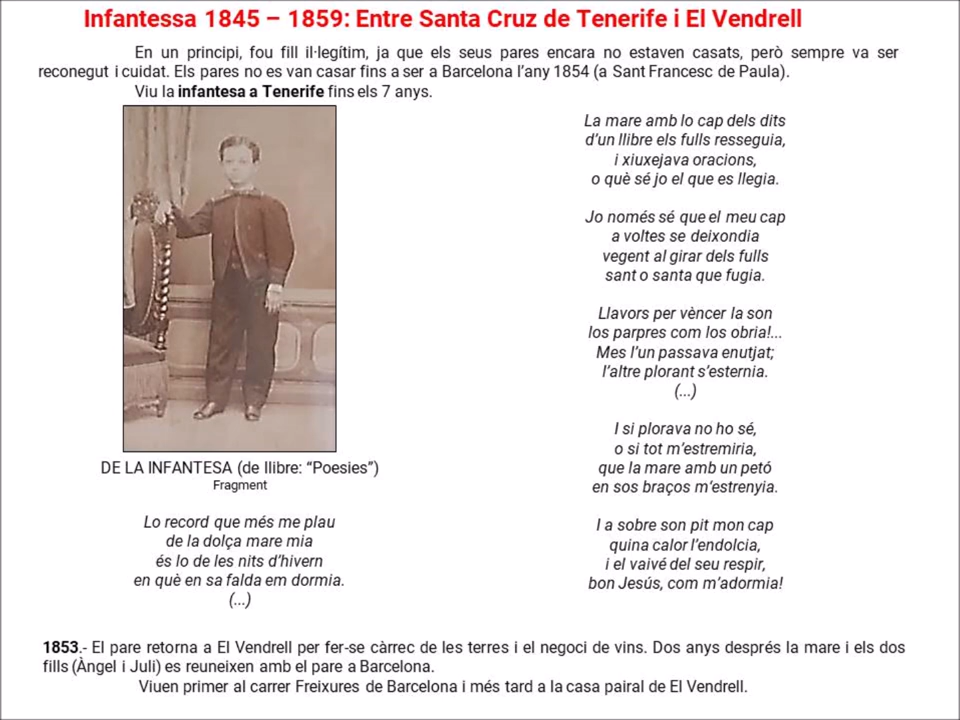 Infantessa 1845 – 1859: Entre Santa Cruz de Tenerife i El Vendrell
En un principi, fou fill il·legítim, ja que els seus pares encara no estaven casats, però sempre va ser
reconegut i cuidat. Els pares no es van casar fins a ser a Barcelona l’any 1854 (a Sant Francesc de Paula).
Viu la infantesa a Tenerife fins els 7 anys.
DE LA INFANTESA (de llibre: “Poesies”)
Fragment
Lo record que més me plau
de la dolça mare mia
és lo de les nits d’hivern
en què en sa falda em dormia.
(...)
La mare amb lo cap dels dits
d’un llibre els fulls resseguia,
i xiuxejava oracions,
o què sé jo el que es llegia.
Jo només sé que el meu cap
a voltes se deixondia
vegent al girar dels fulls
sant o santa que fugia.
Llavors per vèncer la son
los parpres com los obria!...
Mes l’un passava enutjat;
l’altre plorant s’esternia.
(...)
I si plorava no ho sé,
o si tot m’estremiria,
que la mare amb un petó
en sos braços m’estrenyia.
I a sobre son pit mon cap
quina calor l’endolcia,
i el vaivé del seu respir,
bon Jesús, com m’adormia!
1853.- El pare retorna a El Vendrell per fer-se càrrec de les terres i el negoci de vins. Dos anys després la mare i els dos
fills (Àngel i Juli) es reuneixen amb el pare a Barcelona.
Viuen primer al carrer Freixures de Barcelona i més tard a la casa pairal de El Vendrell.